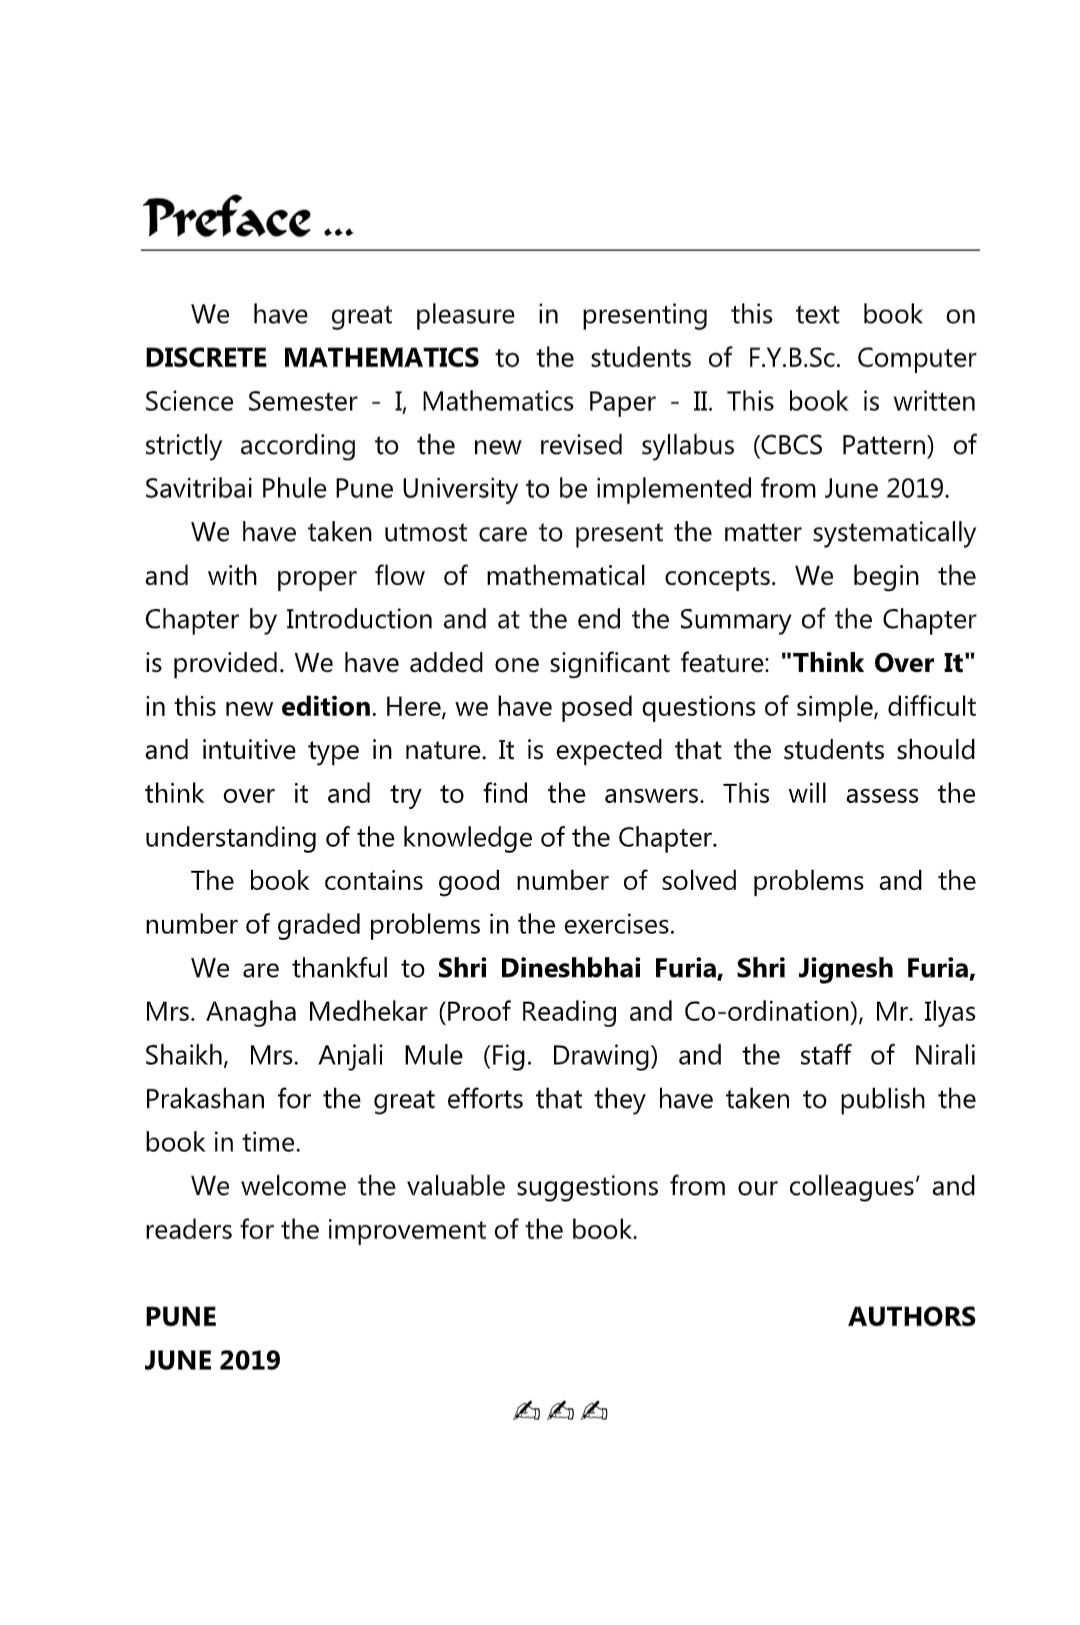 Preface ...
We have great pleasure in presenting this text book on
DISCRETE MATHEMATICS to the students of F.Y.B.Sc. Computer
Science Semester - I, Mathematics Paper - II. This book is written
strictly according to the new revised syllabus (CBCS Pattern) of
Savitribai Phule Pune University to be implemented from June 2019.
We have taken utmost care to present the matter systematically
and with proper flow of mathematical concepts. We begin the
Chapter by Introduction and at the end the Summary of the Chapter
is provided. We have added one significant feature: "Think Over It"
in this new edition. Here, we have posed questions of simple, difficult
and intuitive type in nature. It is expected that the students should
think over it and try to find the answers. This will assess the
understanding of the knowledge of the Chapter.
The book contains good number of solved problems and the
number of graded problems in the exercises.
We are thankful to Shri Dineshbhai Furia, Shri Jignesh Furia,
Mrs. Anagha Medhekar (Proof Reading and Co-ordination), Mr. Ilyas
Shaikh, Mrs. Anjali Mule (Fig. Drawing) and the staff of Nirali
Prakashan for the great efforts that they have taken to publish the
book in time.
We welcome the valuable suggestions from our colleagues’ and
readers for the improvement of the book.
PUNE AUTHORS
JUNE 2019
✍✍✍